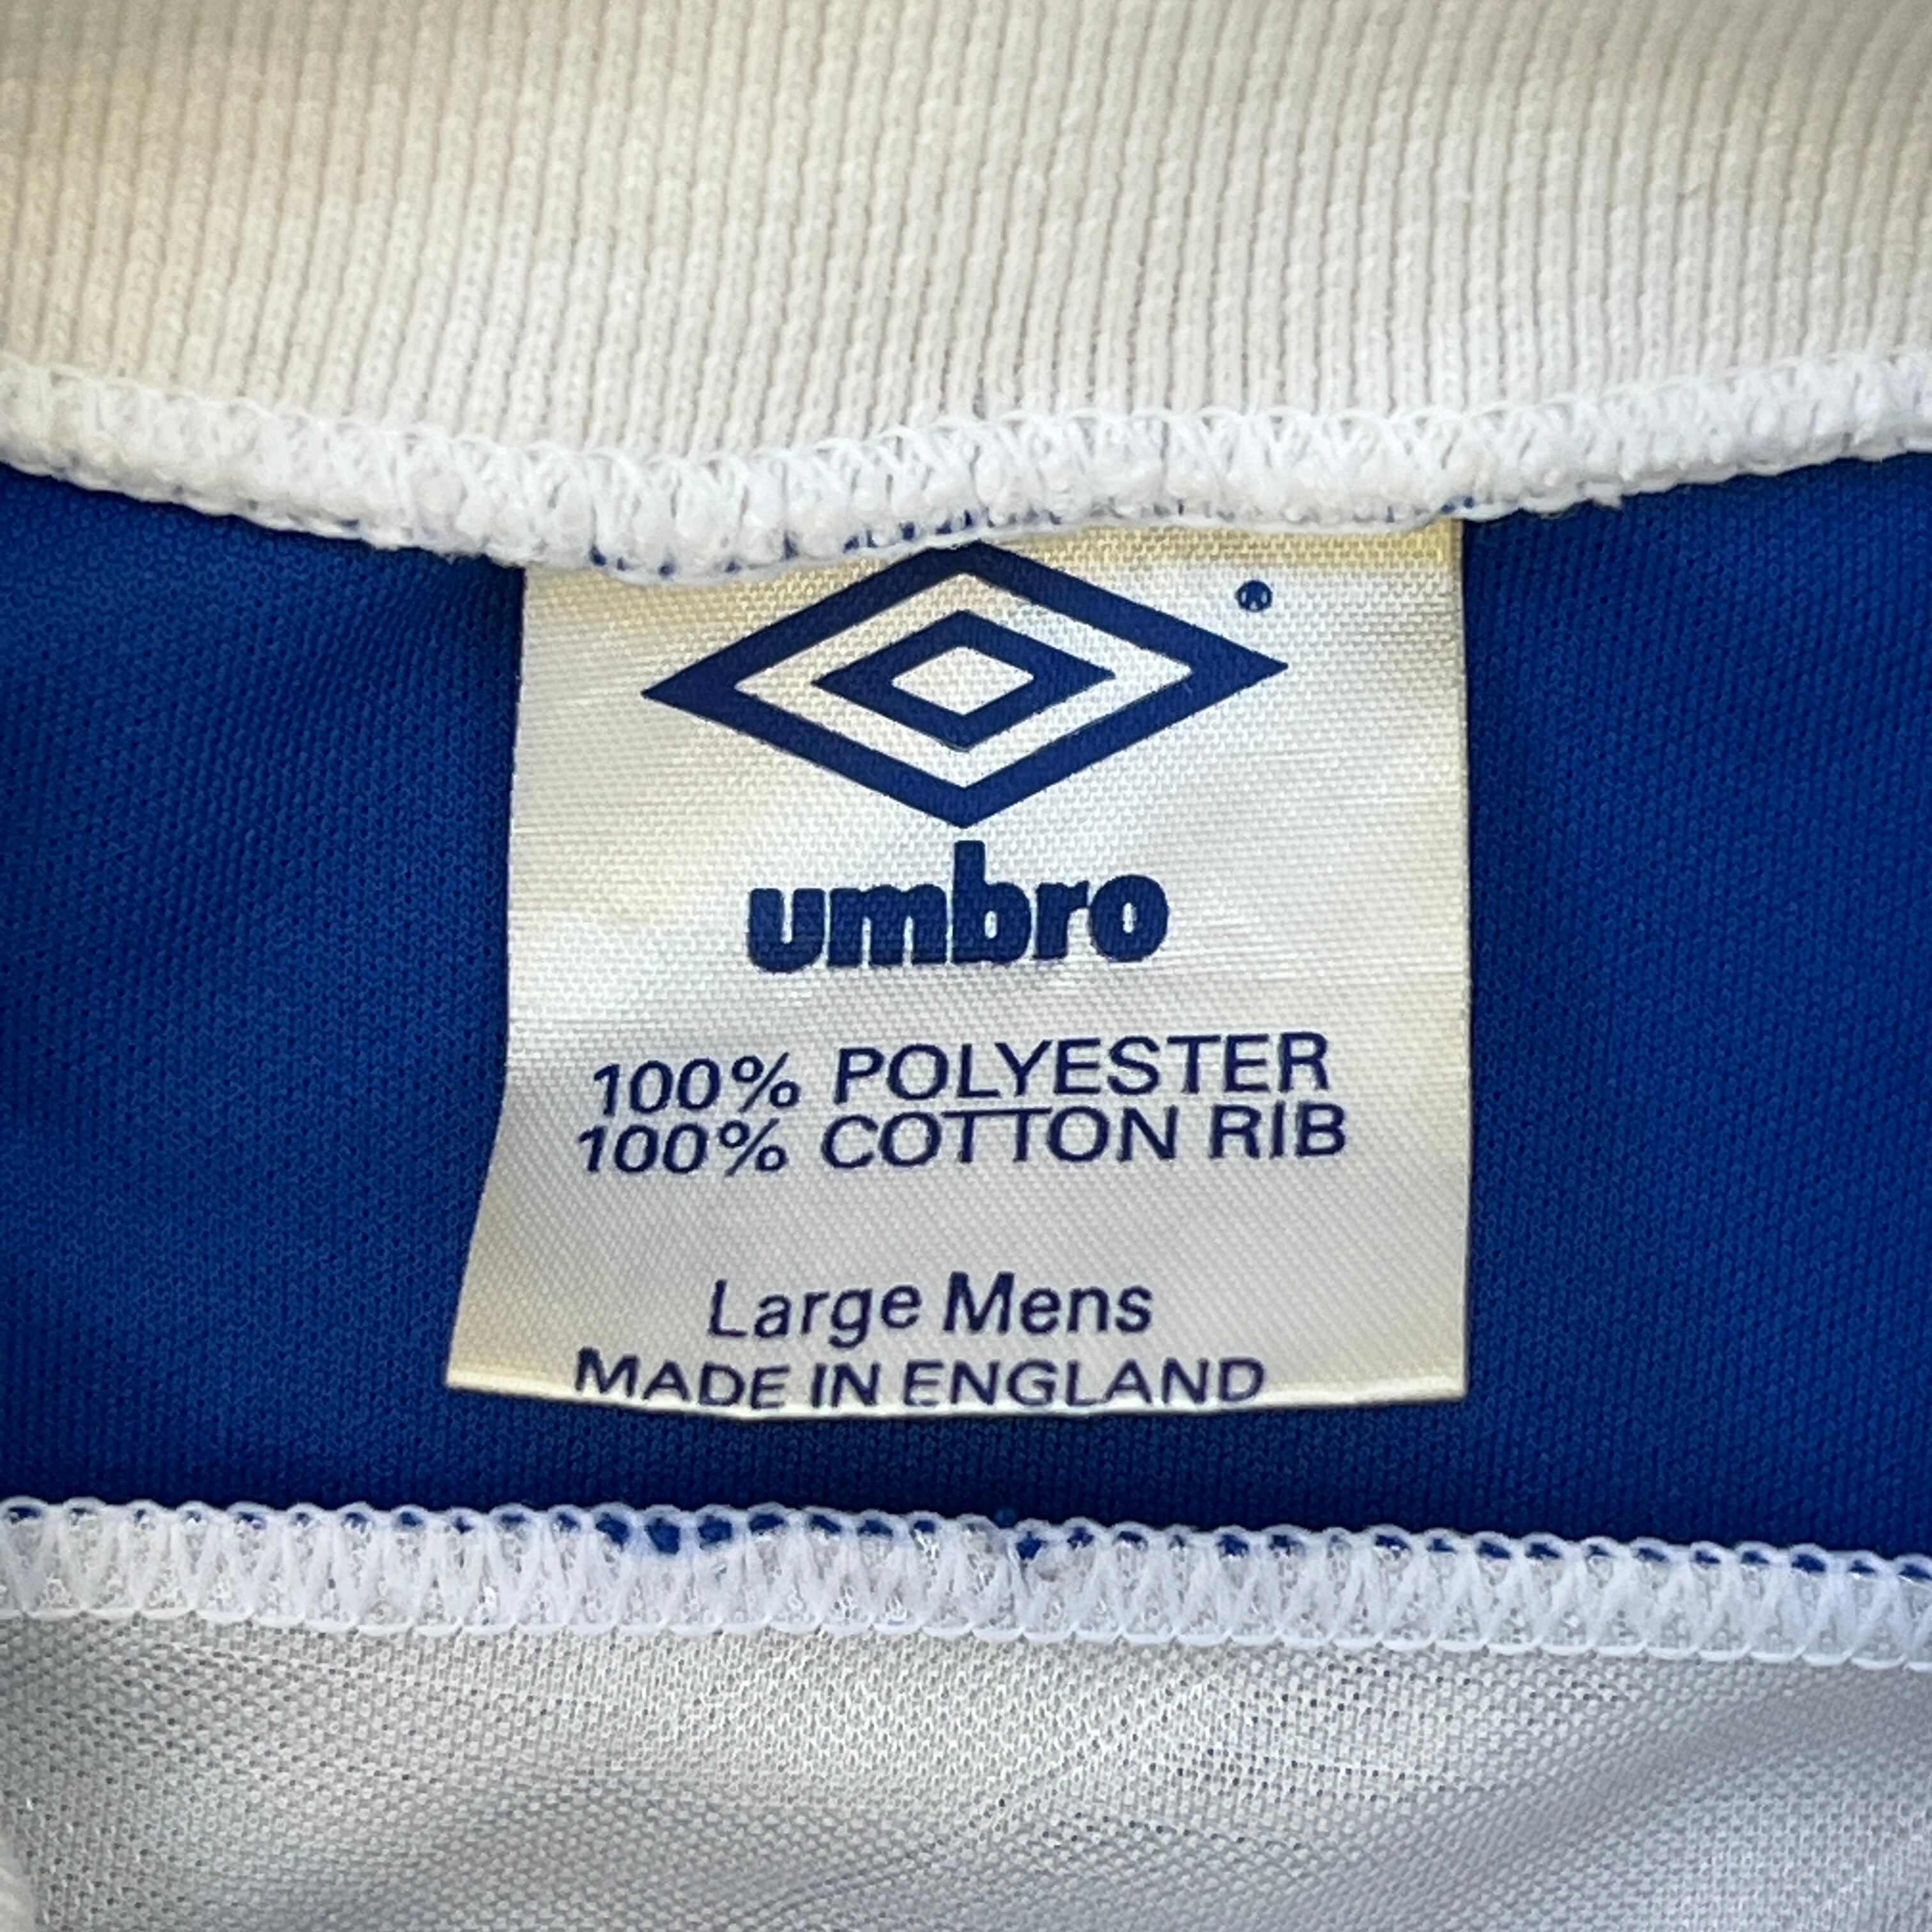 ®
umbro
100% POLYESTER
100% COTTON RIB
Large Mens
MADE IN ENGLAND